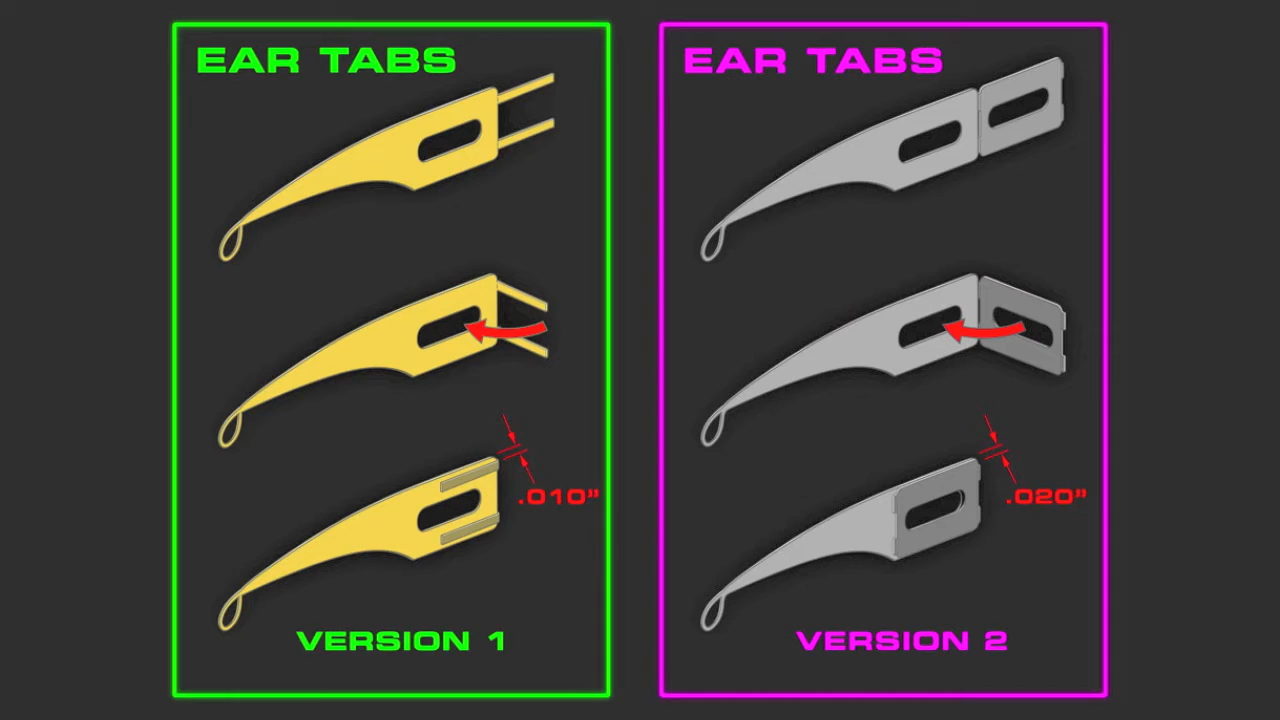 EAR TABS
.010”
VERSION 1
EAR TABS
.020”
VERSION 2